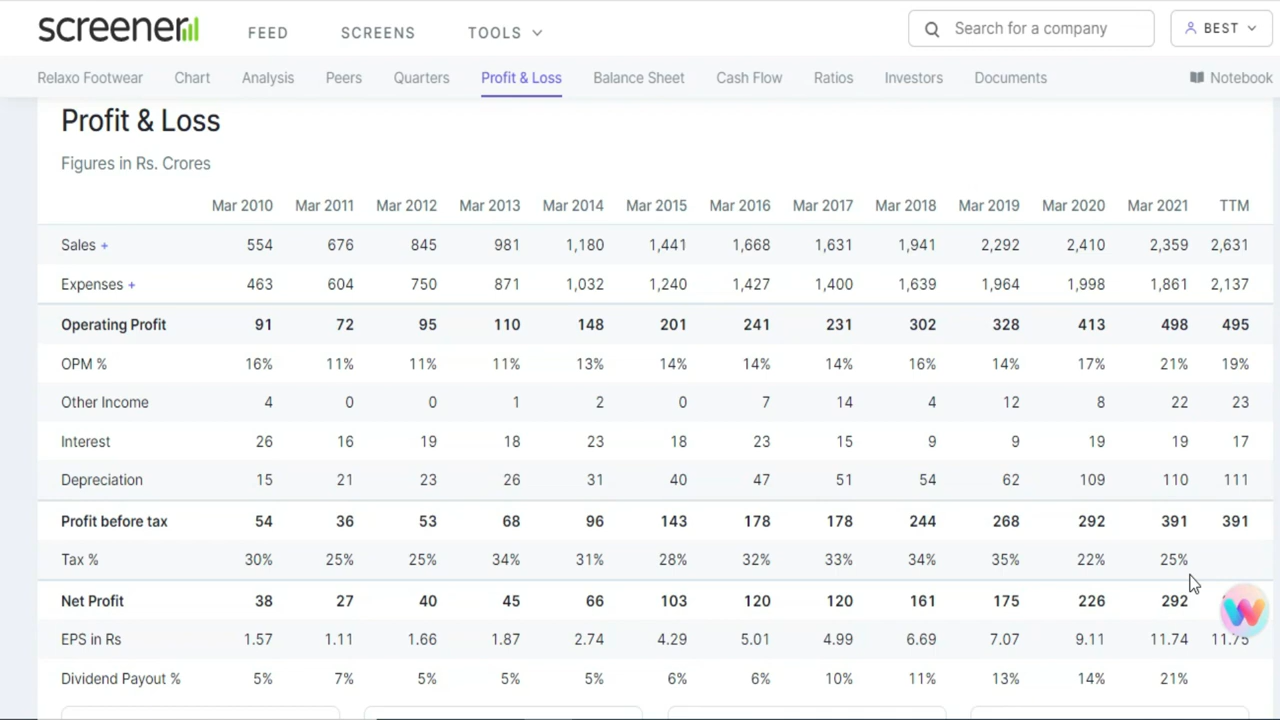 screener FEED SCREENS TOOLS Search for a company BEST
Relaxo Footwear Chart Analysis Peers Quarters Profit & Loss Balance Sheet Cash Flow Ratios Investors Documents Notebook
Profit & Loss
Figures in Rs. Crores
Mar 2010 Mar 2011 Mar 2012 Mar 2013 Mar 2014 Mar 2015 Mar 2016 Mar 2017 Mar 2018 Mar 2019 Mar 2020 Mar 2021 TTM
Sales + 554 676 845 981 1,180 1,441 1,668 1,631 1,941 2,292 2,410 2,359 2,631
Expenses + 463 604 750 871 1,032 1,240 1,427 1,400 1,639 1,964 1,998 1,861 2,137
Operating Profit 91 72 95 110 148 201 241 231 302 328 413 498 495
OPM % 16% 11% 11% 11% 13% 14% 14% 14% 16% 14% 17% 21% 19%
Other Income 4 0 0 1 2 0 7 14 4 12 8 22 23
Interest 26 16 19 18 23 18 23 15 9 9 19 19 17
Depreciation 15 21 23 26 31 40 47 51 54 62 109 110 111
Profit before tax 54 36 53 68 96 143 178 178 244 268 292 391 391
Tax % 30% 25% 25% 34% 31% 28% 32% 33% 34% 35% 22% 25%
Net Profit 38 27 40 45 66 103 120 120 161 175 226 292
EPS in Rs 1.57 1.11 1.66 1.87 2.74 4.29 5.01 4.99 6.69 7.07 9.11 11.74 11.75
Dividend Payout % 5% 7% 5% 5% 5% 6% 6% 10% 11% 13% 14% 21%